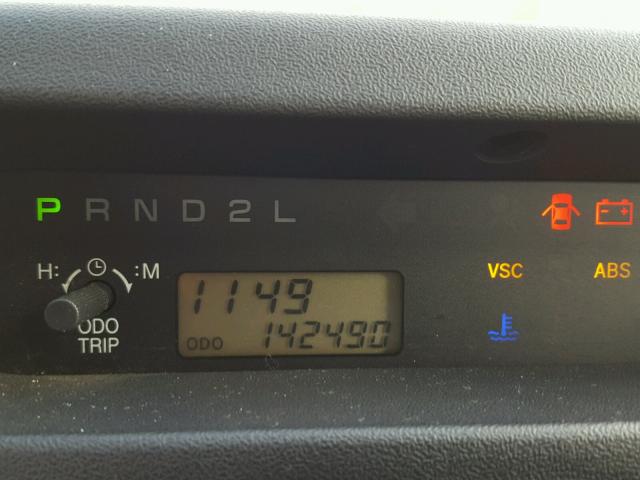 P R N D 2 L
VSC ABS
H: :M
1149
ODO
TRIP
ODO 142490